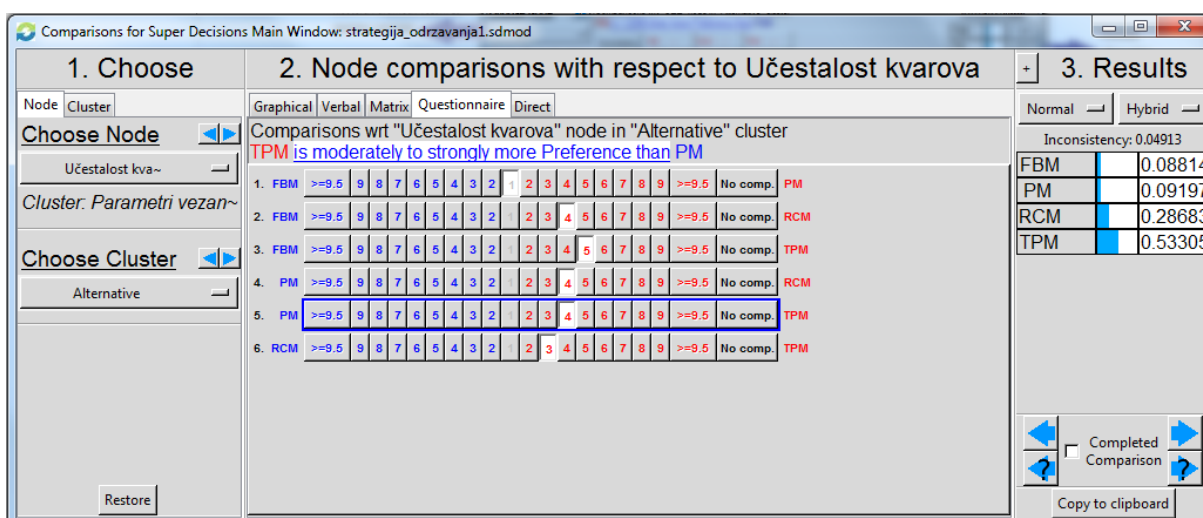 Comparisons for Super Decisions Main Window: strategija_odrzavanja1.sdmod
1. Choose
Node Cluster
Choose Node
Učestalost kva~
Cluster: Parametri vezan~
Choose Cluster
Alternative
Restore
2. Node comparisons with respect to Učestalost kvarova
Graphical Verbal Matrix Questionnaire Direct
Comparisons wrt "Učestalost kvarova" node in "Alternative" cluster
TPM is moderately to strongly more Preference than PM
1. FBM >=9.5 9 8 7 6 5 4 3 2 1 2 3 4 5 6 7 8 9 >=9.5 No comp. PM
2. FBM >=9.5 9 8 7 6 5 4 3 2 1 2 3 4 5 6 7 8 9 >=9.5 No comp. RCM
3. FBM >=9.5 9 8 7 6 5 4 3 2 1 2 3 4 5 6 7 8 9 >=9.5 No comp. TPM
4. PM >=9.5 9 8 7 6 5 4 3 2 1 2 3 4 5 6 7 8 9 >=9.5 No comp. RCM
5. PM >=9.5 9 8 7 6 5 4 3 2 1 2 3 4 5 6 7 8 9 >=9.5 No comp. TPM
6. RCM >=9.5 9 8 7 6 5 4 3 2 1 2 3 4 5 6 7 8 9 >=9.5 No comp. TPM
+ 3. Results
Normal Hybrid
Inconsistency: 0.04913
FBM 0.08814
PM 0.09197
RCM 0.28683
TPM 0.53305
Completed
Comparison
? ?
Copy to clipboard